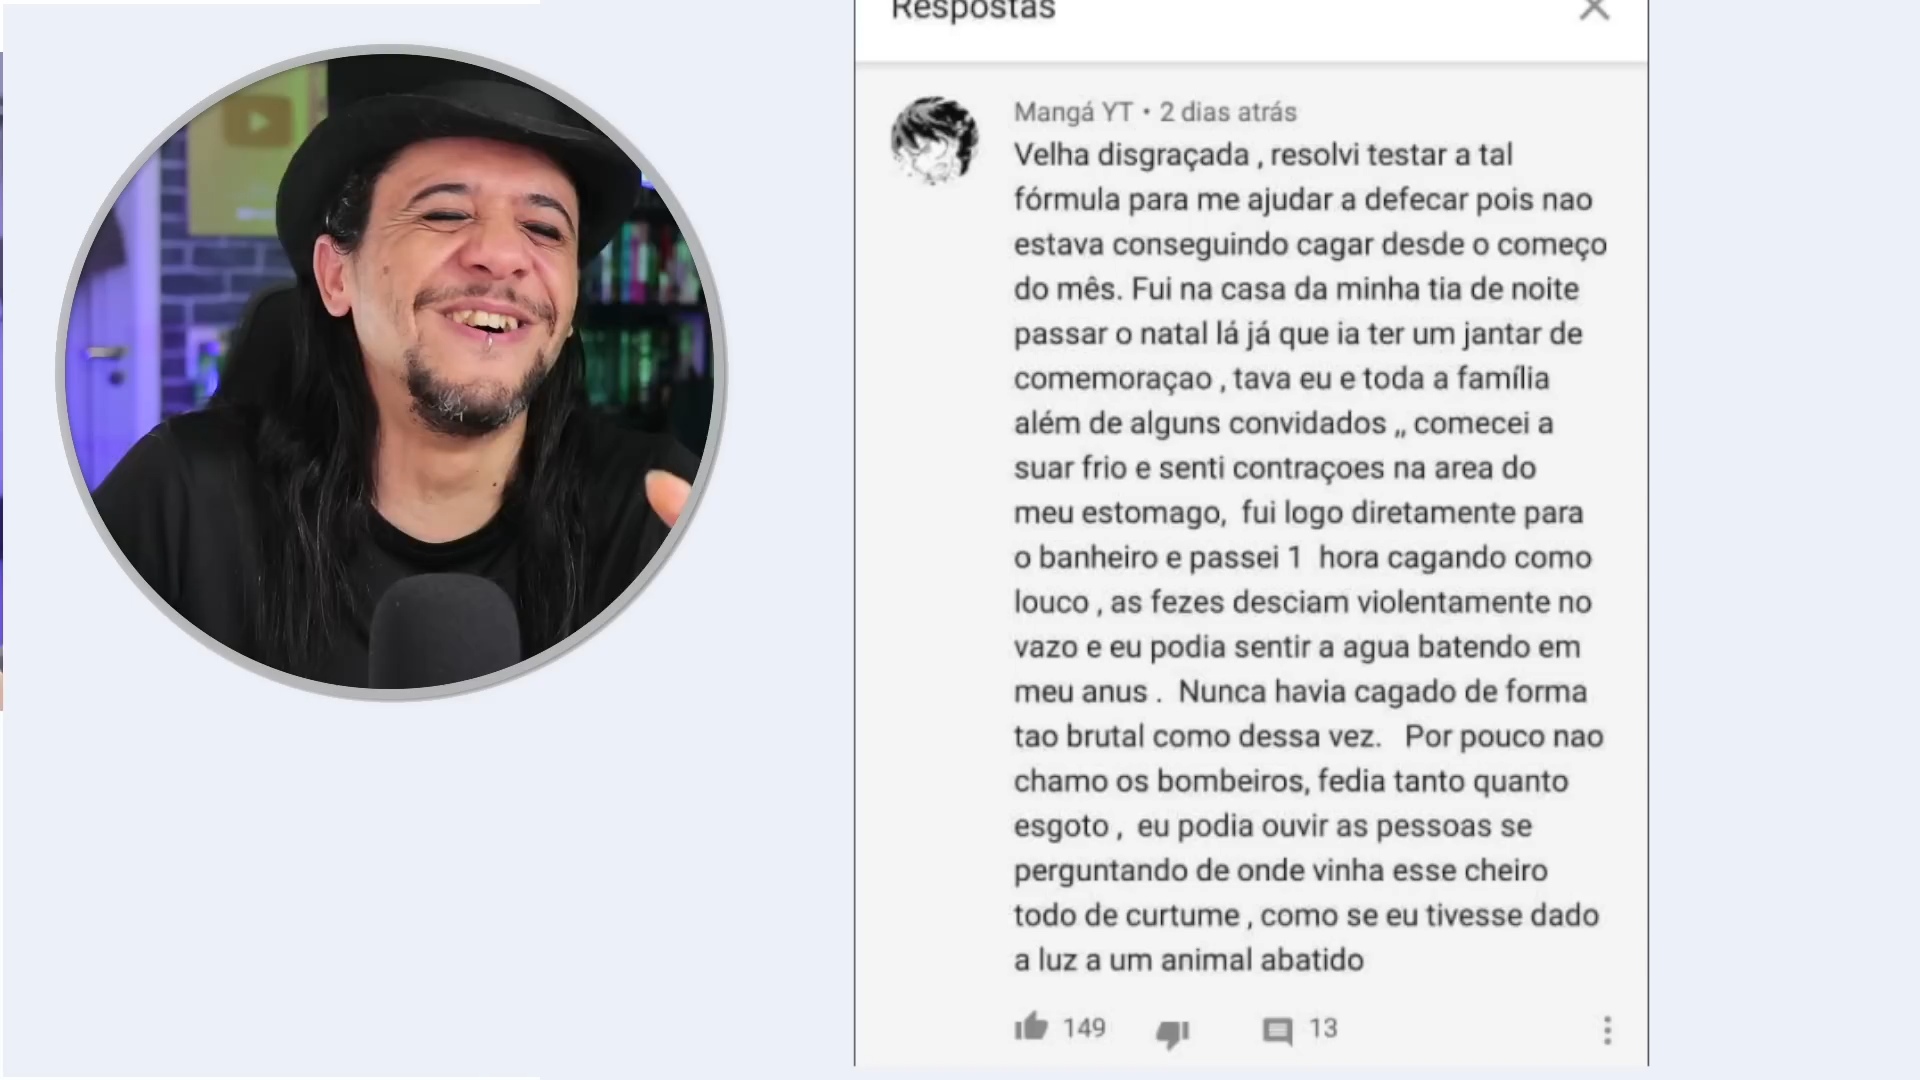 Respostas
Mangá YT • 2 dias atrás
Velha disgraçada , resolvi testar a tal
fórmula para me ajudar a defecar pois nao
estava conseguindo cagar desde o começo
do mês. Fui na casa da minha tia de noite
passar o natal lá já que ia ter um jantar de
comemoraçao , tava eu e toda a família
além de alguns convidados ,, comecei a
suar frio e senti contraçoes na area do
meu estomago,  fui logo diretamente para
o banheiro e passei 1  hora cagando como
louco , as fezes desciam violentamente no
vazo e eu podia sentir a agua batendo em
meu anus .  Nunca havia cagado de forma
tao brutal como dessa vez.   Por pouco nao
chamo os bombeiros, fedia tanto quanto
esgoto ,  eu podia ouvir as pessoas se
perguntando de onde vinha esse cheiro
todo de curtume , como se eu tivesse dado
a luz a um animal abatido
149 13